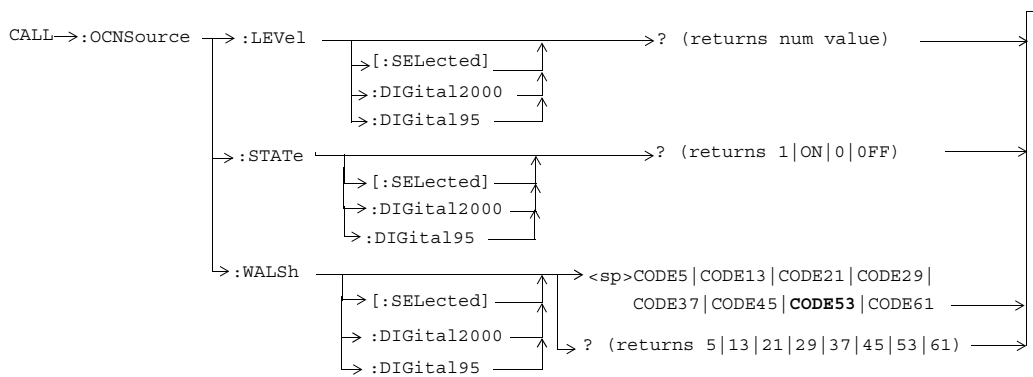 CALL :OCNSource :LEVel ? (returns num value)
[:SELected]
:DIGital2000
:DIGital95
:STATe ? (returns 1|ON|0|0FF)
[:SELected]
:DIGital2000
:DIGital95
:WALSh <sp>CODE5|CODE13|CODE21|CODE29|
[:SELected] CODE37|CODE45|CODE53|CODE61
:DIGital2000 ? (returns 5|13|21|29|37|45|53|61)
:DIGital95